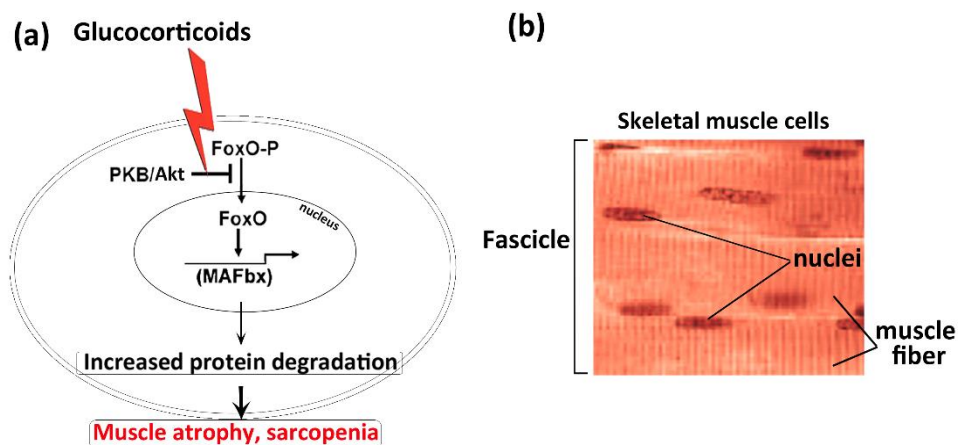 (a)
Glucocorticoids
FoxO-P
PKB/Akt
nucleus
FoxO
(MAFbx)
Increased protein degradation
Muscle atrophy, sarcopenia
(b)
Skeletal muscle cells
Fascicle
nuclei
muscle
fiber